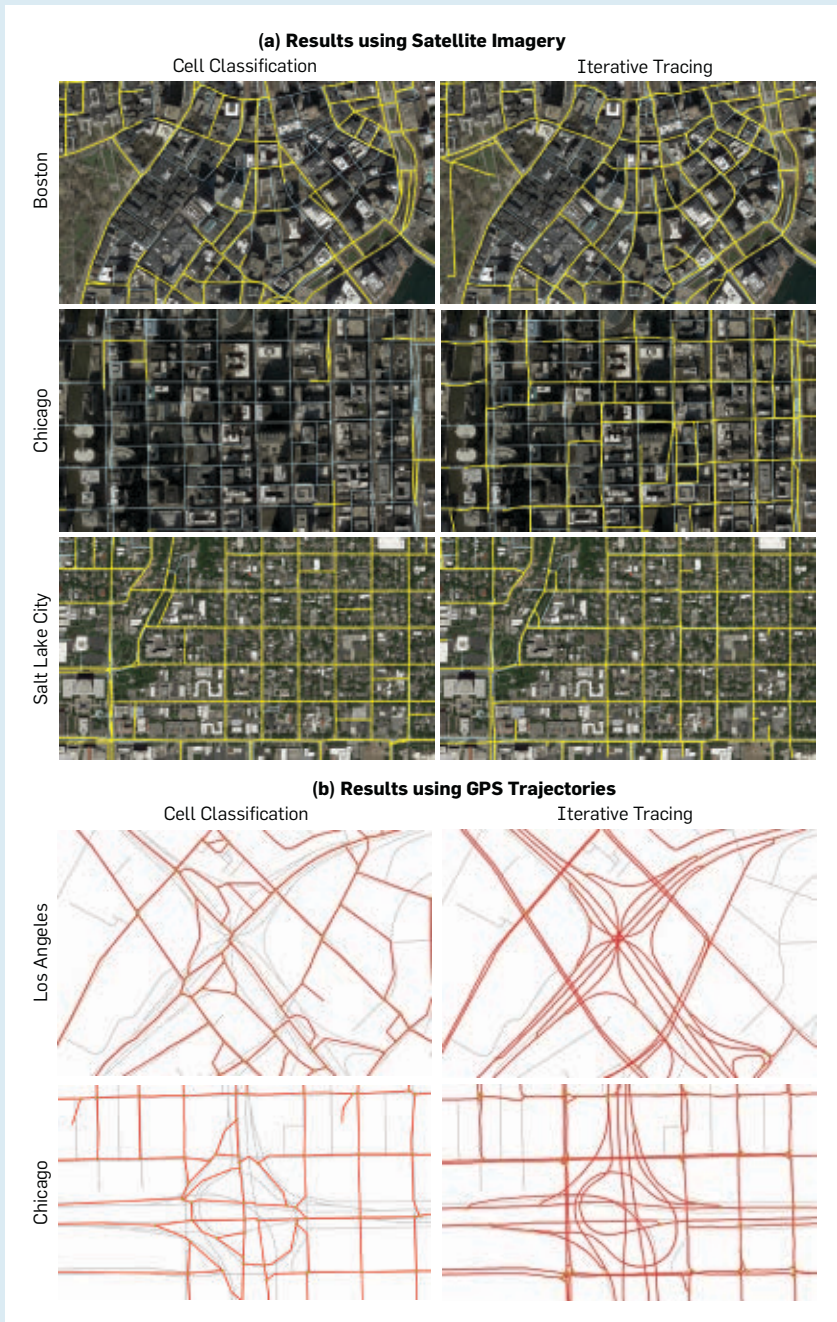 (a) Results using Satellite Imagery
Cell Classification
Iterative Tracing
Boston
Chicago
Salt Lake City
(b) Results using GPS Trajectories
Cell Classification
Iterative Tracing
Los Angeles
Chicago